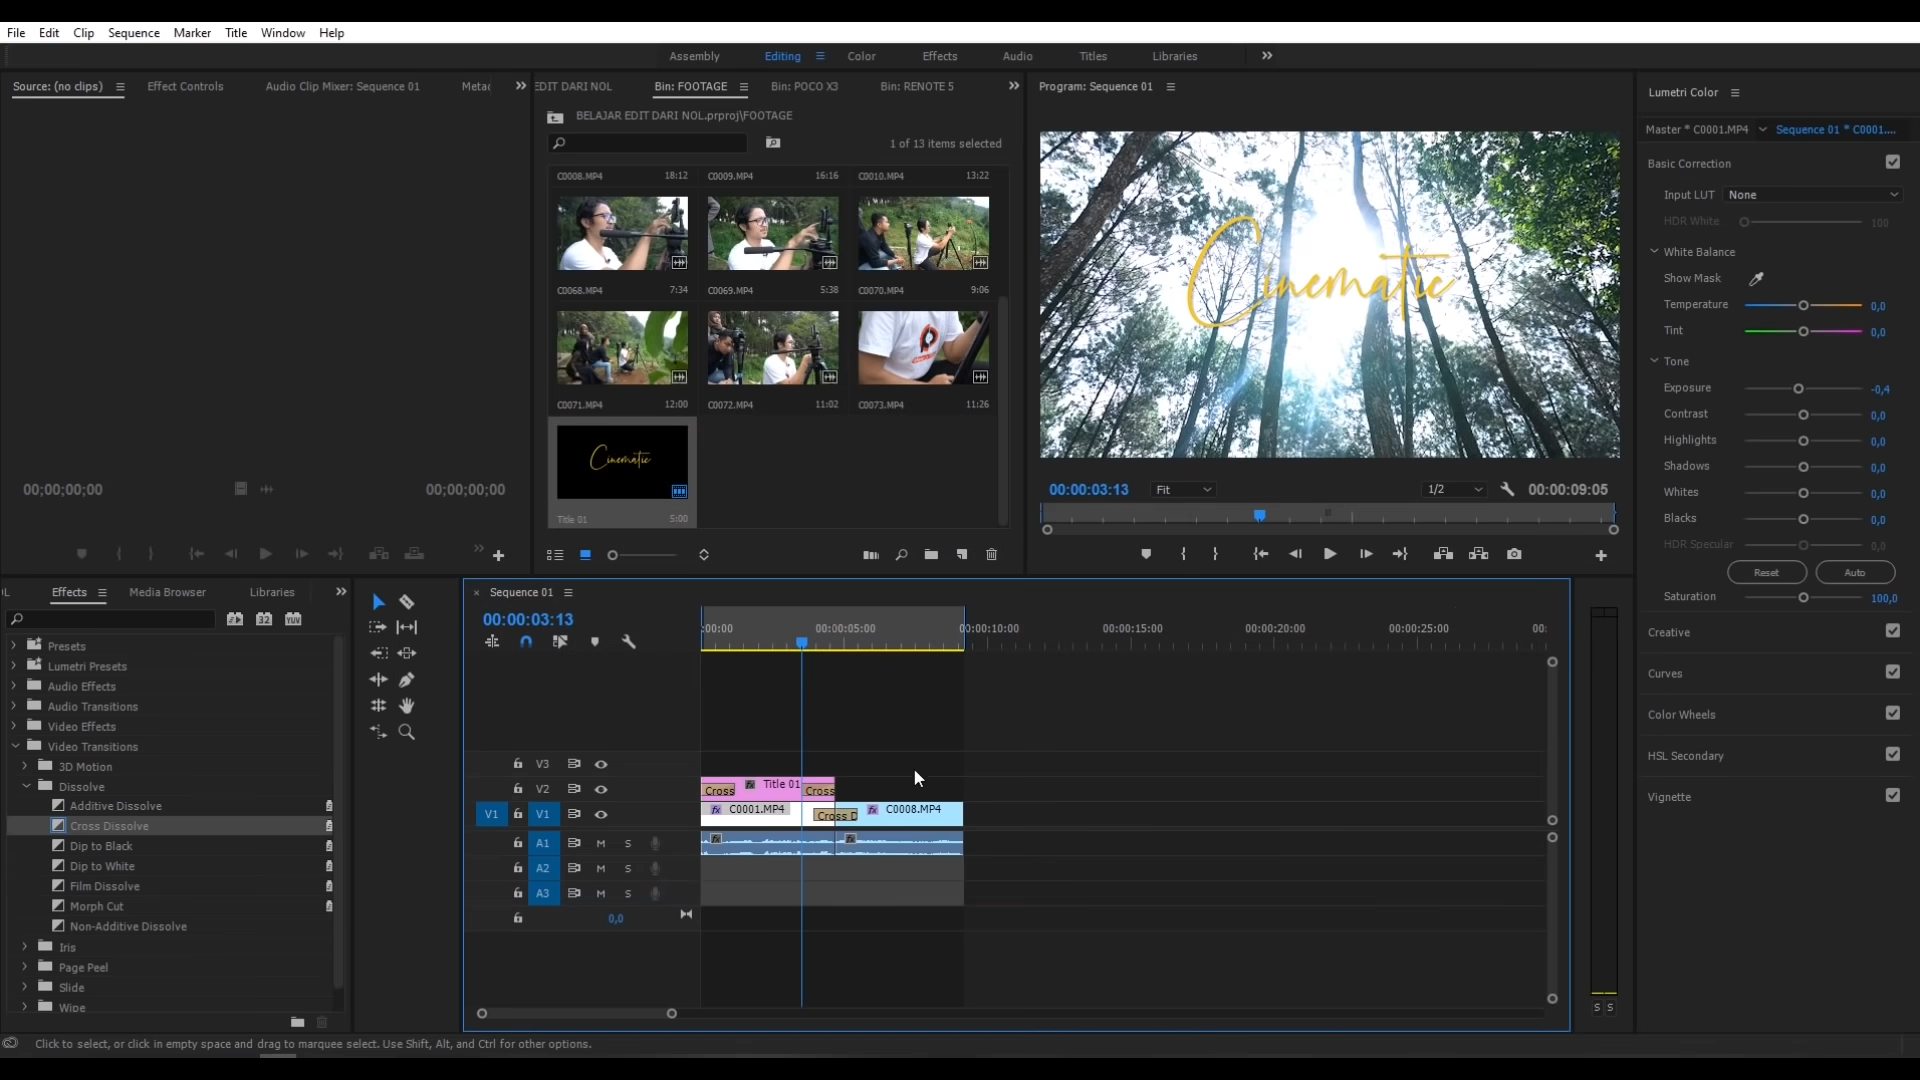 File Edit Clip Sequence Marker Title Window Help
Assembly Editing Color Effects Audio Titles Libraries
Source: (no clips) Effect Controls Audio Clip Mixer: Sequence 01
EDIT DARI NOL Bin: FOOTAGE Bin: POCO X3 Bin: RENOTE 5
Program: Sequence 01
Lumetri Color
BELAJAR EDIT DARI NOL.prproj\FOOTAGE
1 of 13 items selected
C0008.MP4 18:12 C0009.MP4 16:16 C0010.MP4 13:22
C0068.MP4 7:34 C0069.MP4 5:38 C0070.MP4 9:06
C0071.MP4 12:00 C0072.MP4 11:02 C0073.MP4 11:26
Cinematic
Title 01 5:00
Cinematic
00;00;00;00 00;00;00;00
00:00:03:13 Fit 1/2 00:00:09:05
Master * C0001.MP4 Sequence 01 * C0001....
Basic Correction
Input LUT None
HDR White 100
White Balance
Show Mask
Temperature 0,0
Tint 0,0
Tone
Exposure -0,4
Contrast 0,0
Highlights 0,0
Shadows 0,0
Whites 0,0
Blacks 0,0
HDR Specular 0,0
Reset Auto
Saturation 100,0
Creative
Curves
Color Wheels
HSL Secondary
Vignette
Effects Media Browser Libraries
32 YUV
Presets
Lumetri Presets
Audio Effects
Audio Transitions
Video Effects
Video Transitions
3D Motion
Dissolve
Additive Dissolve
Cross Dissolve
Dip to Black
Dip to White
Film Dissolve
Morph Cut
Non-Additive Dissolve
Iris
Page Peel
Slide
Wipe
Sequence 01
00:00:03:13
:00:00 00:00:05:00 00:00:10:00 00:00:15:00 00:00:20:00 00:00:25:00 00:
V3
V2 Cross Title 01 Cross
V1 V1 fx C0001.MP4 Cross D fx C0008.MP4
A1 M S
A2 M S
A3 M S
0,0
S S
Click to select, or click in empty space and drag to marquee select. Use Shift, Alt, and Ctrl for other options.